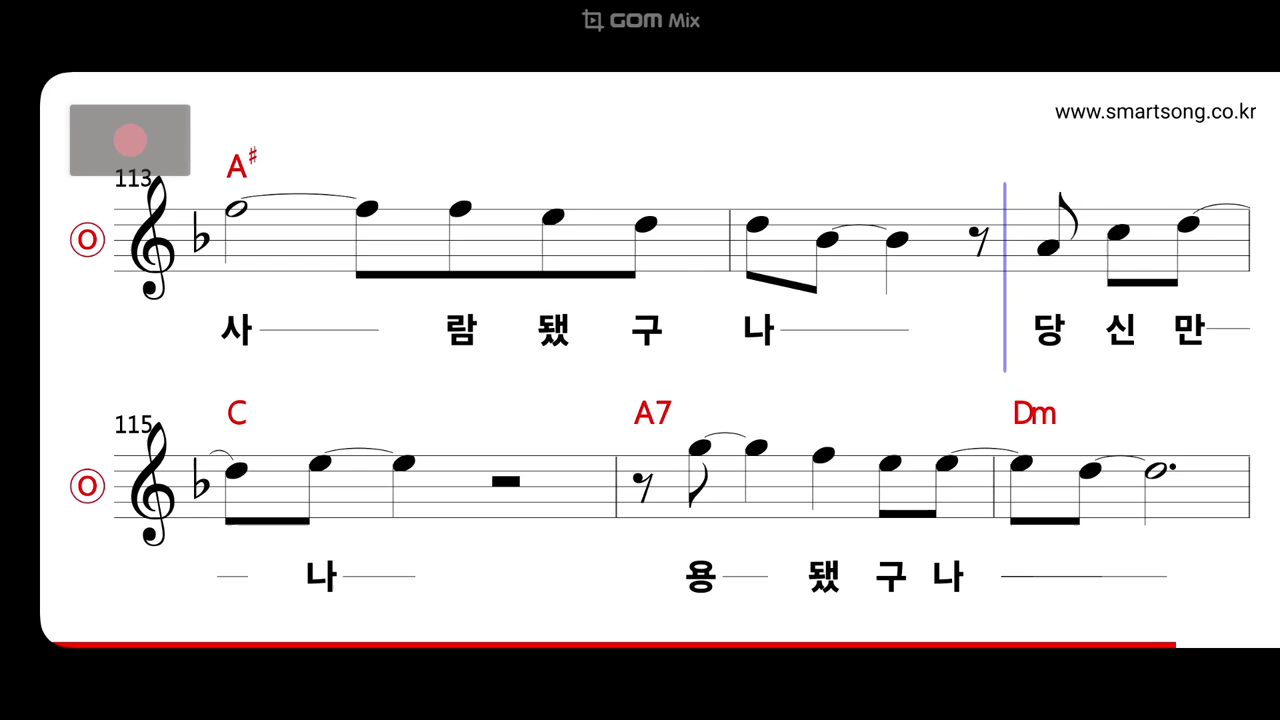 GOM Mix
www.smartsong.co.kr
A♯
113
O
사 람 됐 구 나 당 신 만
C A7 Dm
115
O
나 용 됐 구 나